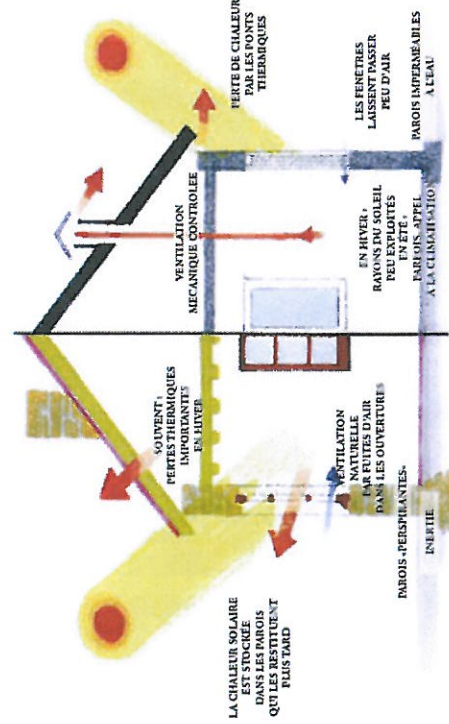 LA CHALEUR SOLAIRE
EST STOCKÉE
DANS LES PAROIS
QUI LES RESTITUENT
PLUS TARD
SOUVENT :
PERTES THERMIQUES
IMPORTANTES
EN HIVER
VENTILATION
NATURELLE
PAR FUITES D'AIR
DANS LES OUVERTURES
PAROIS «PERSPIRANTES»
INERTIE
PERTE DE CHALEUR
PAR LES PONTS
THERMIQUES
VENTILATION
MECANIQUE CONTROLÉE
LES FENÊTRES
LAISSENT PASSER
PEU D'AIR
EN HIVER :
RAYONS DU SOLEIL
PEU EXPLOITÉS
EN ÉTÉ :
PARFOIS, APPEL
À LA CLIMATISATION
PAROIS IMPERMÉABLES
A L'EAU